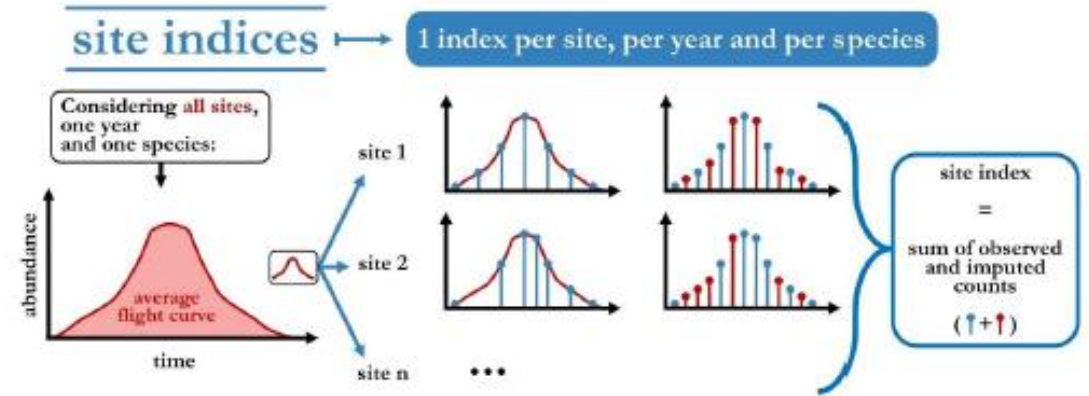 site indices
1 index per site, per year and per species
Considering all sites,
one year
and one species:
abundance
average
flight curve
time
site 1
site 2
site n
...
site index
=
sum of observed
and imputed
counts
( + )